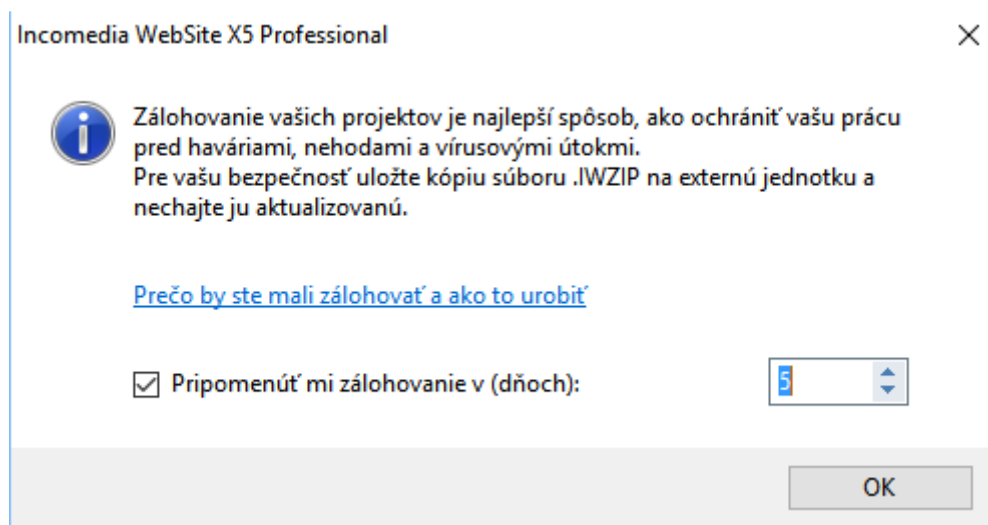 Incomedia WebSite X5 Professional
Zálohovanie vašich projektov je najlepší spôsob, ako ochrániť vašu prácu
pred haváriami, nehodami a vírusovými útokmi.
Pre vašu bezpečnosť uložte kópiu súboru .IWZIP na externú jednotku a
nechajte ju aktualizovanú.
Prečo by ste mali zálohovať a ako to urobiť
Pripomenúť mi zálohovanie v (dňoch): 5
OK